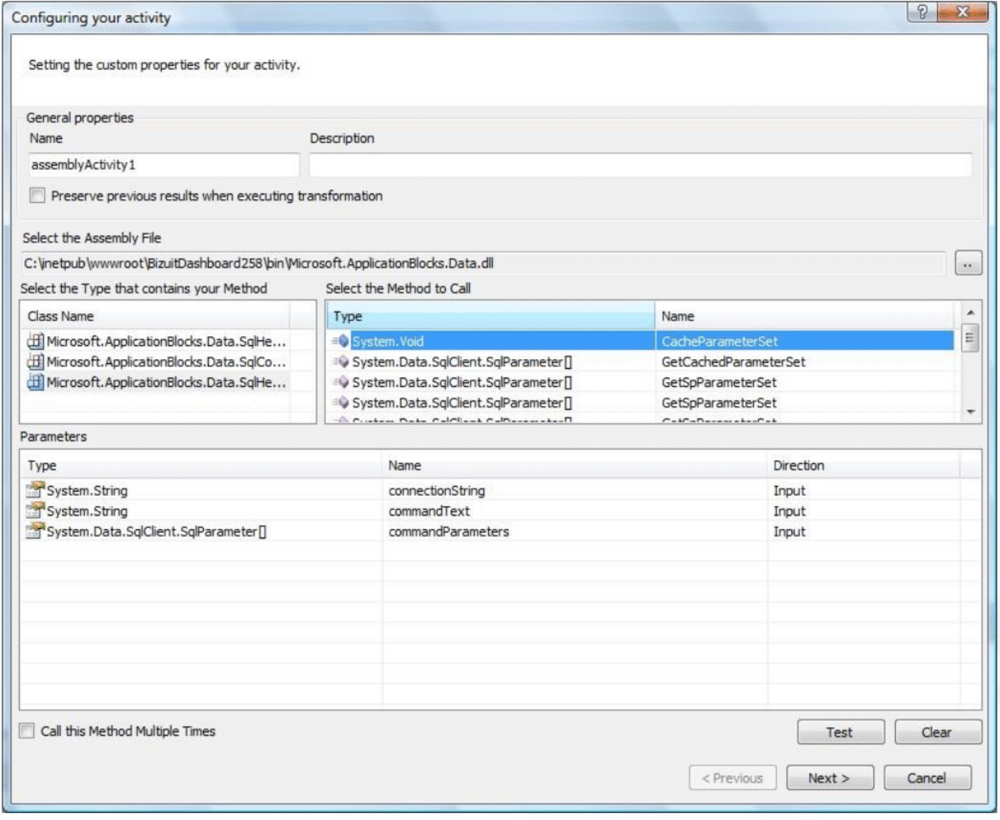 Configuring your activity
Setting the custom properties for your activity.
General properties
Name Description
assemblyActivity1
Preserve previous results when executing transformation
Select the Assembly File
C:\inetpub\wwwroot\BizuitDashboard258\bin\Microsoft.ApplicationBlocks.Data.dll ..
Select the Type that contains your Method Select the Method to Call
Class Name Type Name
Microsoft.ApplicationBlocks.Data.SqlHe... System.Void CacheParameterSet
Microsoft.ApplicationBlocks.Data.SqlCo... System.Data.SqlClient.SqlParameter[] GetCachedParameterSet
Microsoft.ApplicationBlocks.Data.SqlHe... System.Data.SqlClient.SqlParameter[] GetSpParameterSet
System.Data.SqlClient.SqlParameter[] GetSpParameterSet
System.Data.SqlClient.SqlParameter[] GetSpParameterSet
Parameters
Type Name Direction
System.String connectionString Input
System.String commandText Input
System.Data.SqlClient.SqlParameter[] commandParameters Input
Call this Method Multiple Times Test Clear
< Previous Next > Cancel